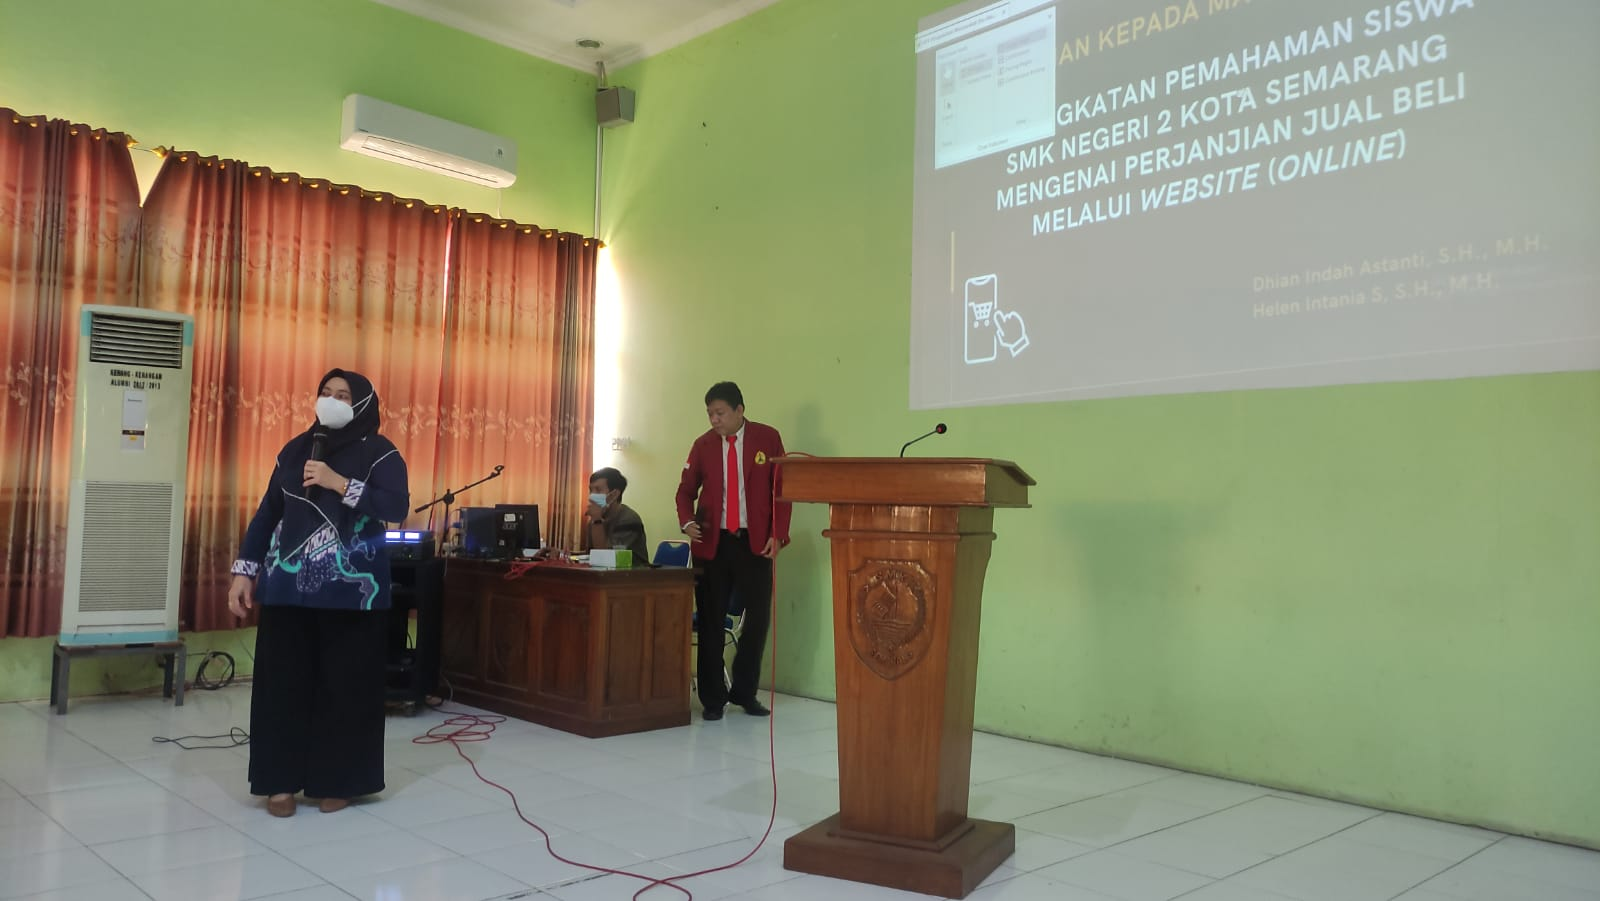 AN KEPADA MA
GKATAN PEMAHAMAN SISWA
SMK NEGERI 2 KOTA SEMARANG
MENGENAI PERJANJIAN JUAL BELI
MELALUI WEBSITE (ONLINE)
Dhian Indah Astanti, S.H., M.H.
Helen Intania S, S.H., M.H.
KENANG - KENANGAN
ALUMNI 2012 / 2013
acer